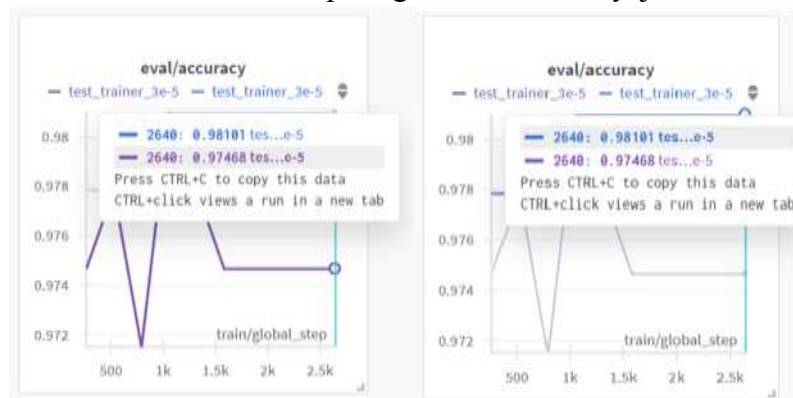 eval/accuracy
test_trainer_3e-5 test_trainer_3e-5
0.98
2640: 0.98101 tes...e-5
2640: 0.97468 tes...e-5
0.978
Press CTRL+C to copy this data
CTRL+click views a run in a new tab
0.976
0.974
0.972
train/global_step
500 1k 1.5k 2k 2.5k
eval/accuracy
test_trainer_3e-5 test_trainer_3e-5
0.98
2640: 0.98101 tes...e-5
2640: 0.97468 tes...e-5
0.978
Press CTRL+C to copy this data
CTRL+click views a run in a new tab
0.976
0.974
0.972
train/global_step
500 1k 1.5k 2k 2.5k